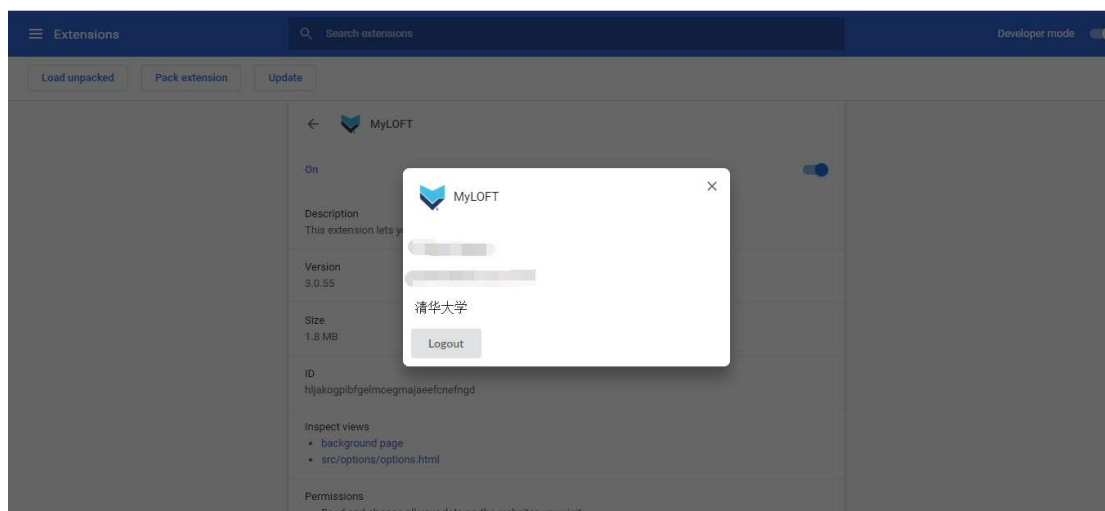 Extensions
Search extensions
Developer mode
Load unpacked
Pack extension
Update
MyLOFT
On
MyLOFT
Description
This extension lets
Version
3.0.55
清华大学
Size
1.8 MB
Logout
ID
hljakogpibfgelmoegmajaeefcnefngd
Inspect views
• background page
• src/options/options.html
Permissions